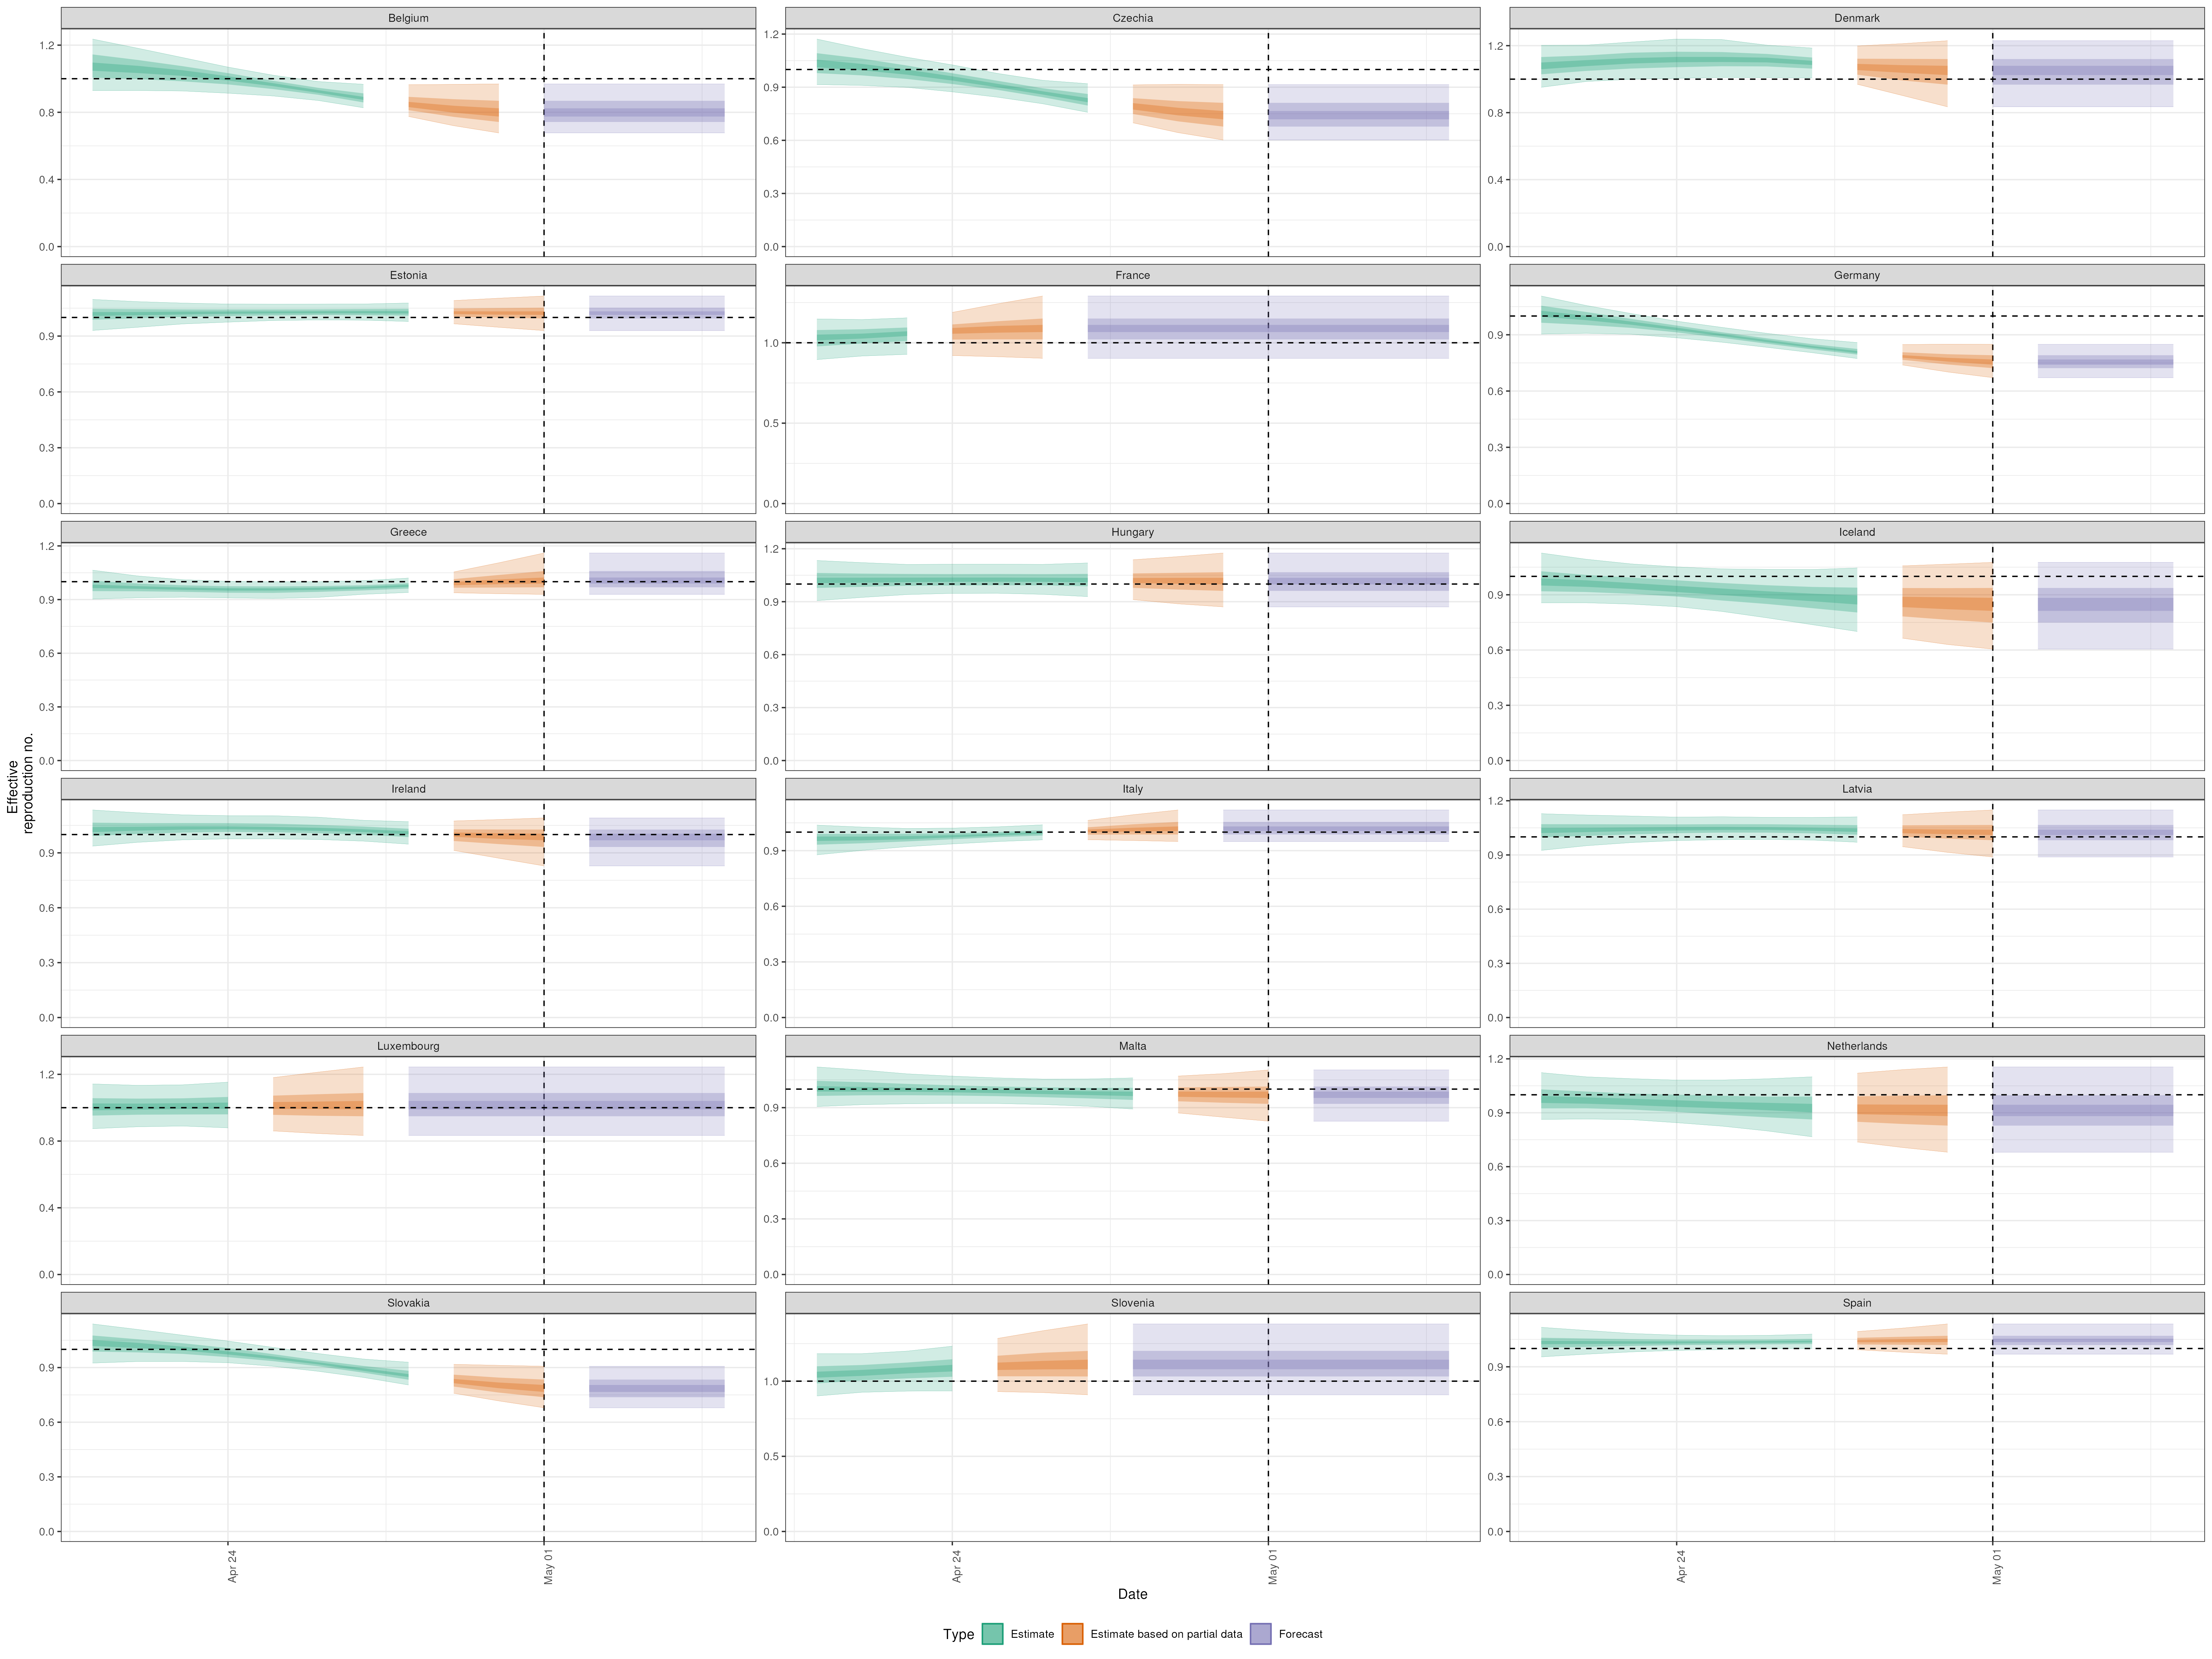 Belgium
Czechia
Denmark
1.2
0.8
0.4
0.0
1.2
0.9
0.6
0.3
0.0
1.2
0.8
0.4
0.0
Estonia
France
Germany
0.9
0.6
0.3
0.0
1.0
0.5
0.0
0.9
0.6
0.3
0.0
Greece
Hungary
Iceland
1.2
0.9
0.6
0.3
0.0
1.2
0.9
0.6
0.3
0.0
0.9
0.6
0.3
0.0
Effective
reproduction no.
Ireland
Italy
Latvia
0.9
0.6
0.3
0.0
0.9
0.6
0.3
0.0
1.2
0.9
0.6
0.3
0.0
Luxembourg
Malta
Netherlands
1.2
0.8
0.4
0.0
0.9
0.6
0.3
0.0
1.2
0.9
0.6
0.3
0.0
Slovakia
Slovenia
Spain
0.9
0.6
0.3
0.0
1.0
0.5
0.0
0.9
0.6
0.3
0.0
Apr 24
May 01
Apr 24
May 01
Apr 24
May 01
Date
Type Estimate Estimate based on partial data Forecast